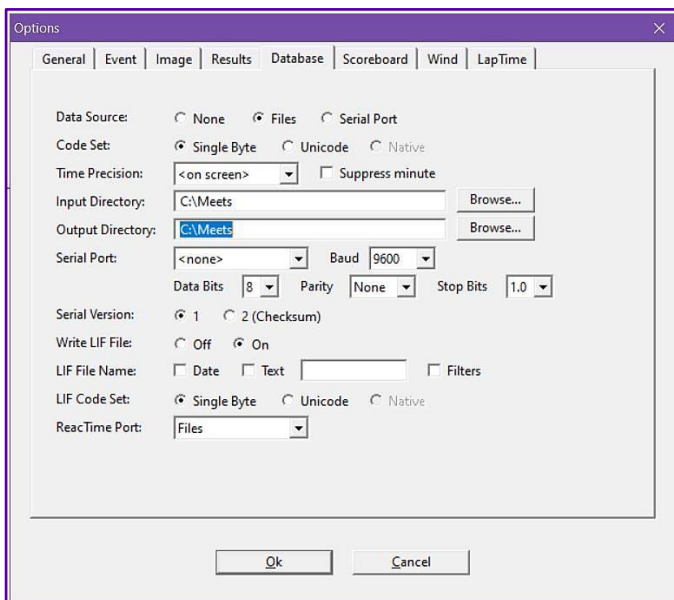 Options
General Event Image Results Database Scoreboard Wind LapTime
Data Source: None Files Serial Port
Code Set: Single Byte Unicode Native
Time Precision: <on screen> Suppress minute
Input Directory: C:\Meets Browse...
Output Directory: C:\Meets Browse...
Serial Port: <none> Baud 9600
Data Bits 8 Parity None Stop Bits 1.0
Serial Version: 1 2 (Checksum)
Write LIF File: Off On
LIF File Name: Date Text Filters
LIF Code Set: Single Byte Unicode Native
ReacTime Port: Files
Ok Cancel